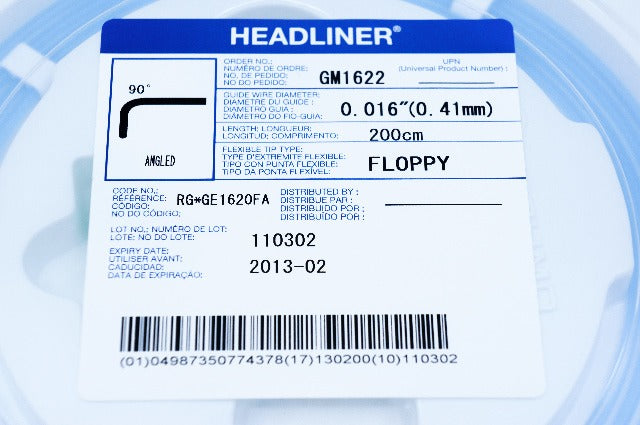 HEADLINER®
90°
ANGLED
ORDER NO.:
NUMÉRO DE ORDRE:
NO. DE PEDIDO:
NO DO PEDIDO:
GM1622
UPN
(Universal Product Number) :
GUIDE WIRE DIAMETER:
DIAMÈTRE DU GUIDE :
DIAMETRO GUIA :
DIÂMETRO DO FIO-GUIA:
0.016″(0.41mm)
LENGTH: LONGUEUR:
LONGITUD: COMPRIMENTO:
200cm
FLEXIBLE TIP TYPE:
TYPE D'EXTREMITE FLEXIBLE:
TIPO CON PUNTA FLEXIBLE:
TIPO DA PONTA FLEXÍVEL:
FLOPPY
CODE NO.:
RÉFÉRENCE:
CÓDIGO:
NO DO CÓDIGO:
RG*GE1620FA
DISTRIBUTED BY :
DISTRIBUE PAR :
DISTRIBUIDO POR :
DISTRIBUÍDO POR :
LOT NO.: NUMÉRO DE LOT:
LOTE: NO DO LOTE:
110302
EXPIRY DATE:
UTILISER AVANT:
CADUCIDAD:
DATA DE EXPIRAÇÃO:
2013-02
(01)04987350774378(17)130200(10)110302